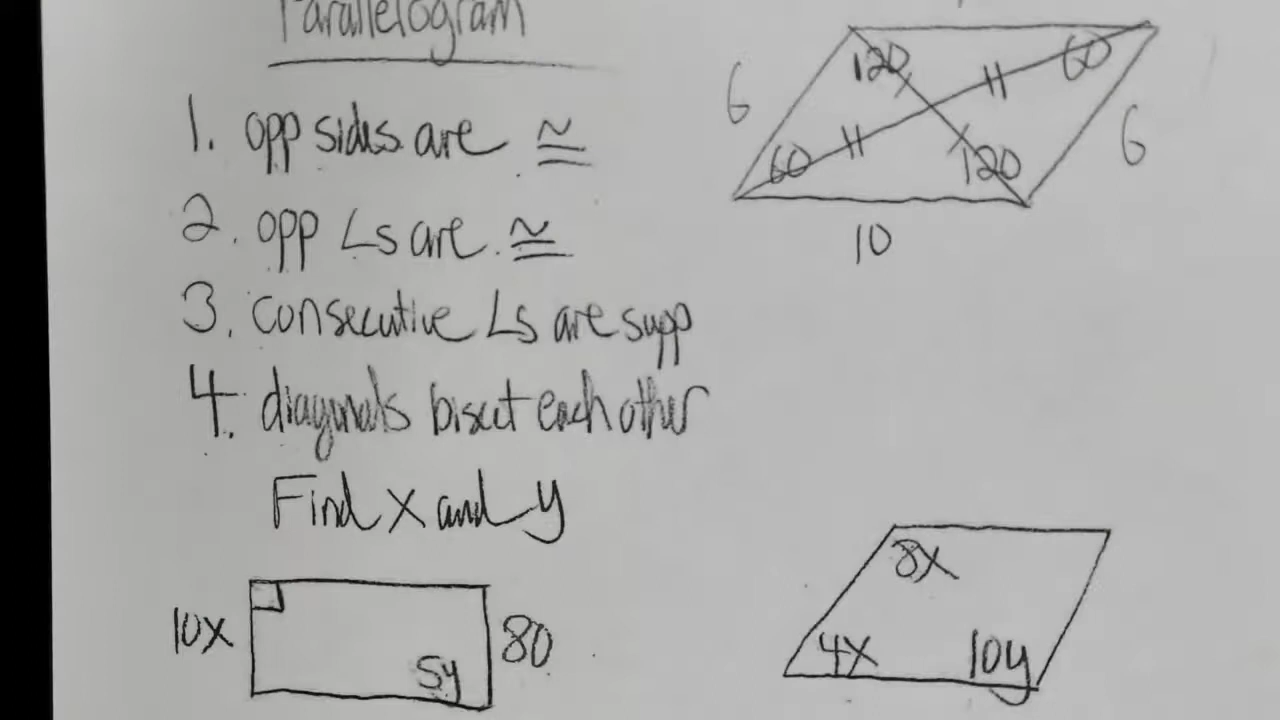 Parallelogram
1. opp sides are ≅
2. opp ∠s are ≅
3. consecutive ∠s are supp
4. diagonals bisect each other
120 60
6 6
60 120
10
Find x and y
10x 80
5y
8x
4x 10y